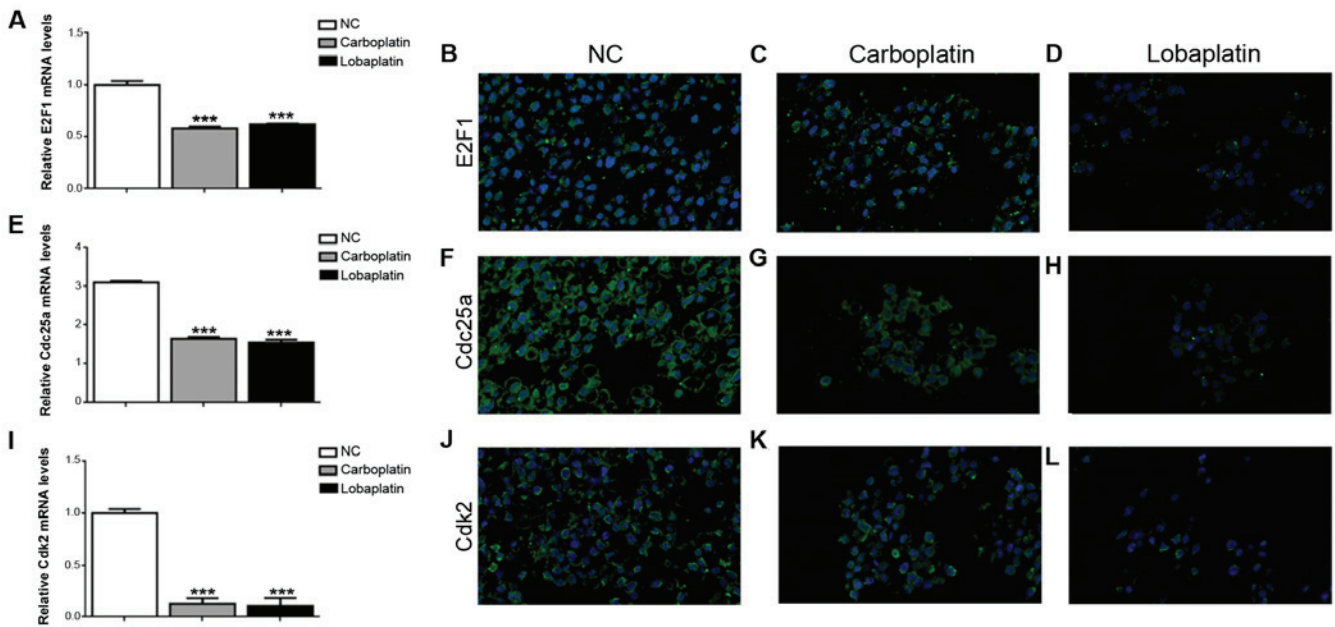 A
Relative E2F1 mRNA levels
1.5
1.0
0.5
0.0
NC
Carboplatin
Lobaplatin
***
***
B
NC
C
Carboplatin
D
Lobaplatin
E2F1
E
Relative Cdc25a mRNA levels
4
3
2
1
0
NC
Carboplatin
Lobaplatin
***
***
F
G
H
Cdc25a
I
Relative Cdk2 mRNA levels
1.5
1.0
0.5
0.0
NC
Carboplatin
Lobaplatin
***
***
J
K
L
Cdk2